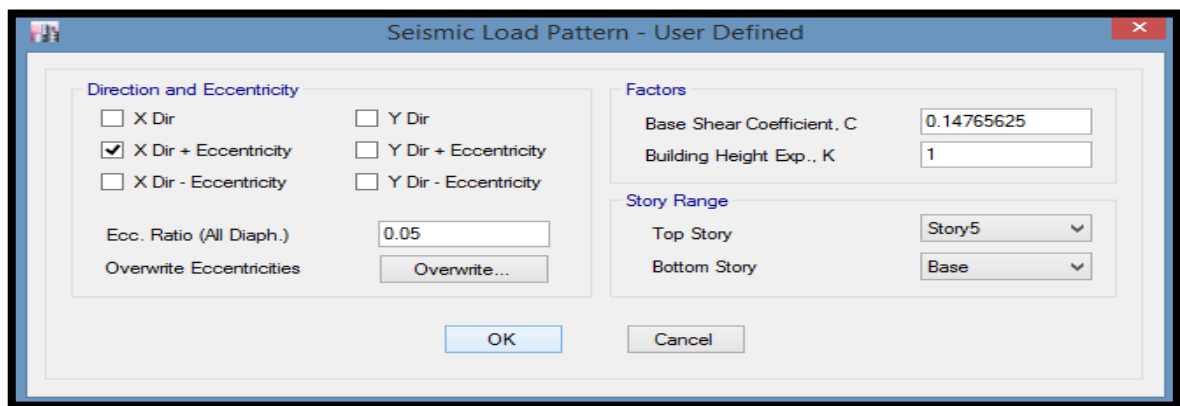 Seismic Load Pattern - User Defined
Direction and Eccentricity
X Dir
Y Dir
X Dir + Eccentricity
Y Dir + Eccentricity
X Dir - Eccentricity
Y Dir - Eccentricity
Ecc. Ratio (All Diaph.) 0.05
Overwrite Eccentricities Overwrite...
Factors
Base Shear Coefficient, C 0.14765625
Building Height Exp., K 1
Story Range
Top Story Story5
Bottom Story Base
OK Cancel